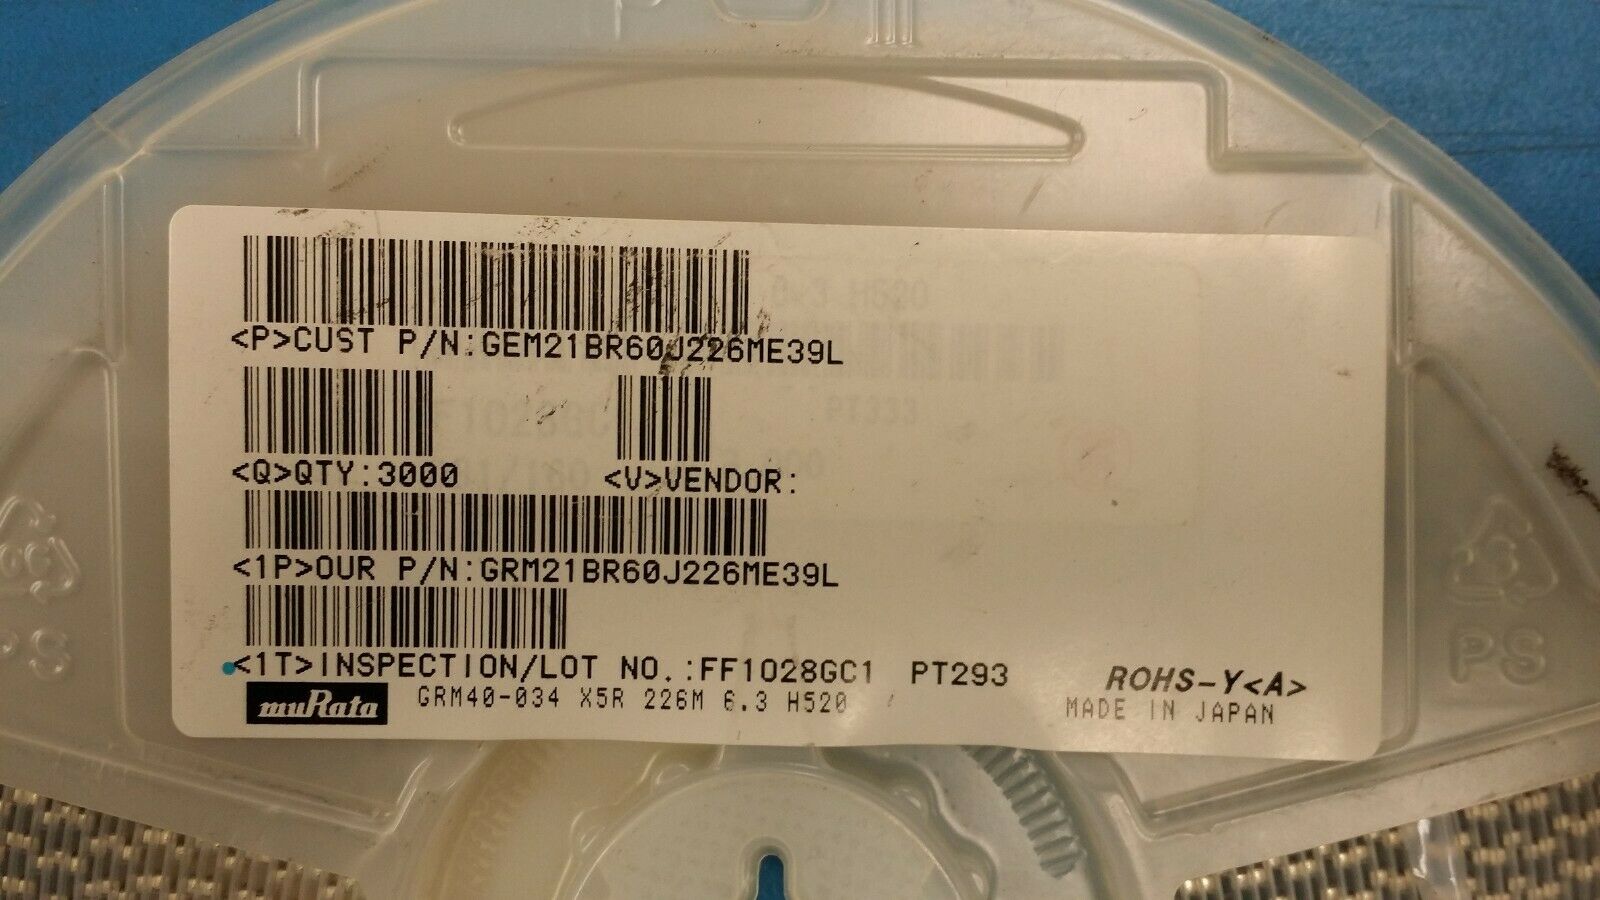 <P>CUST P/N:GEM21BR60J226ME39L
<Q>QTY:3000 <V>VENDOR:
<1P>OUR P/N:GRM21BR60J226ME39L
<1T>INSPECTION/LOT NO.:FF1028GC1 PT293
ROHS-Y<A>
muRata GRM40-034 X5R 226M 6.3 H520
MADE IN JAPAN
PS